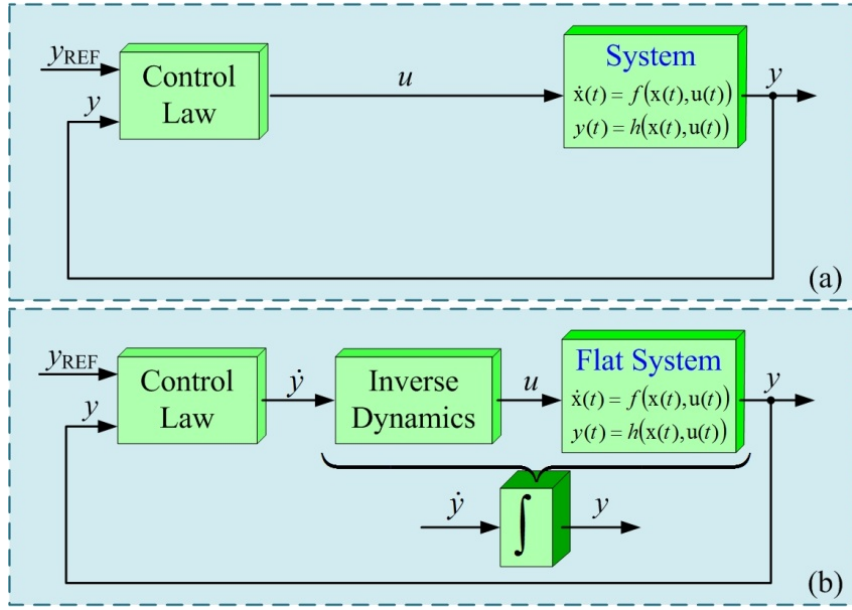 y_REF
y
Control
Law
u
System
ẋ(t) = f(x(t),u(t))
y(t) = h(x(t),u(t))
y
(a)
y_REF
y
Control
Law
ẏ
Inverse
Dynamics
u
Flat System
ẋ(t) = f(x(t),u(t))
y(t) = h(x(t),u(t))
y
ẏ
∫
y
(b)